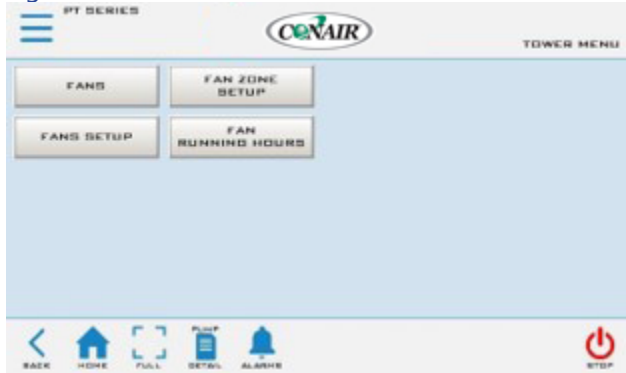 PT SERIES
CONAIR
TOWER MENU
FANS
FAN ZONE
SETUP
FANS SETUP
FAN
RUNNING HOURS
BACK
HOME
FULL
PUMP
DETAIL
ALARMS
STOP